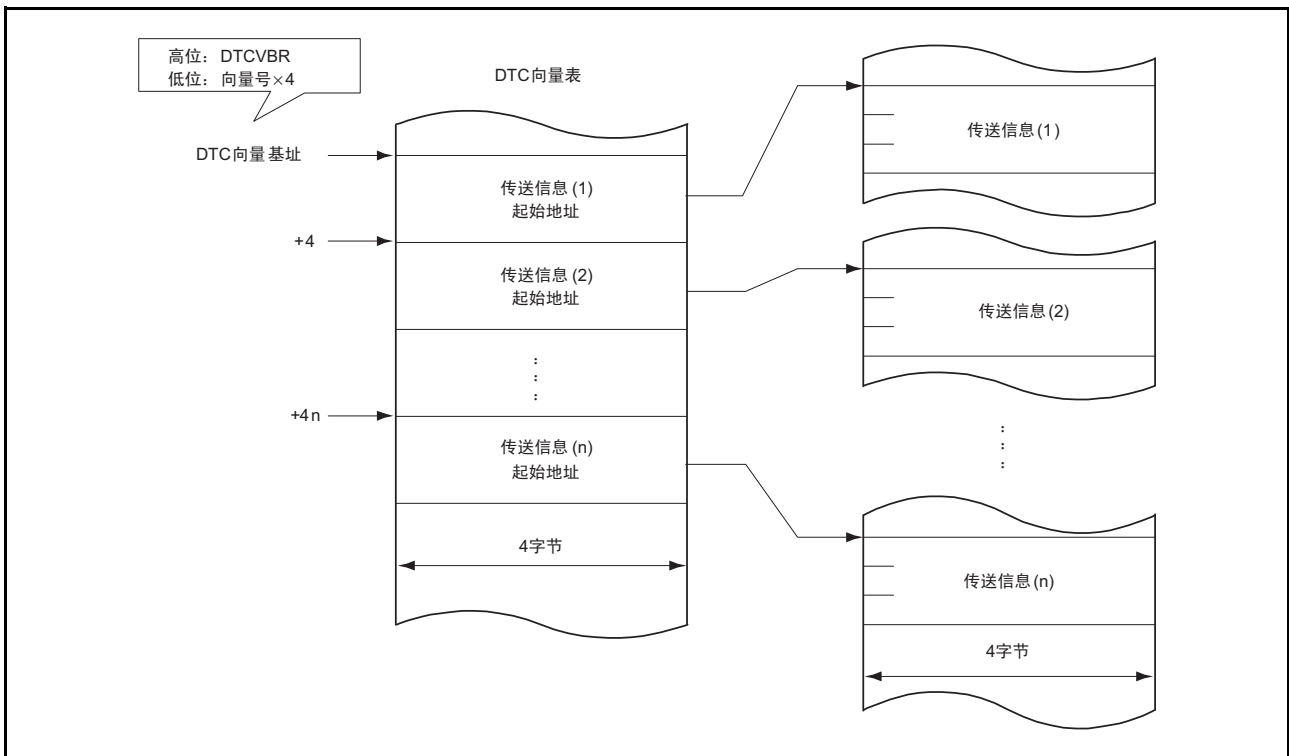 高位：DTCVBR
低位：向量号×4
DTC向量表
DTC向量基址
+4
+4n
传送信息(1)
起始地址
传送信息(2)
起始地址
传送信息(n)
起始地址
4字节
传送信息(1)
传送信息(2)
传送信息(n)
4字节